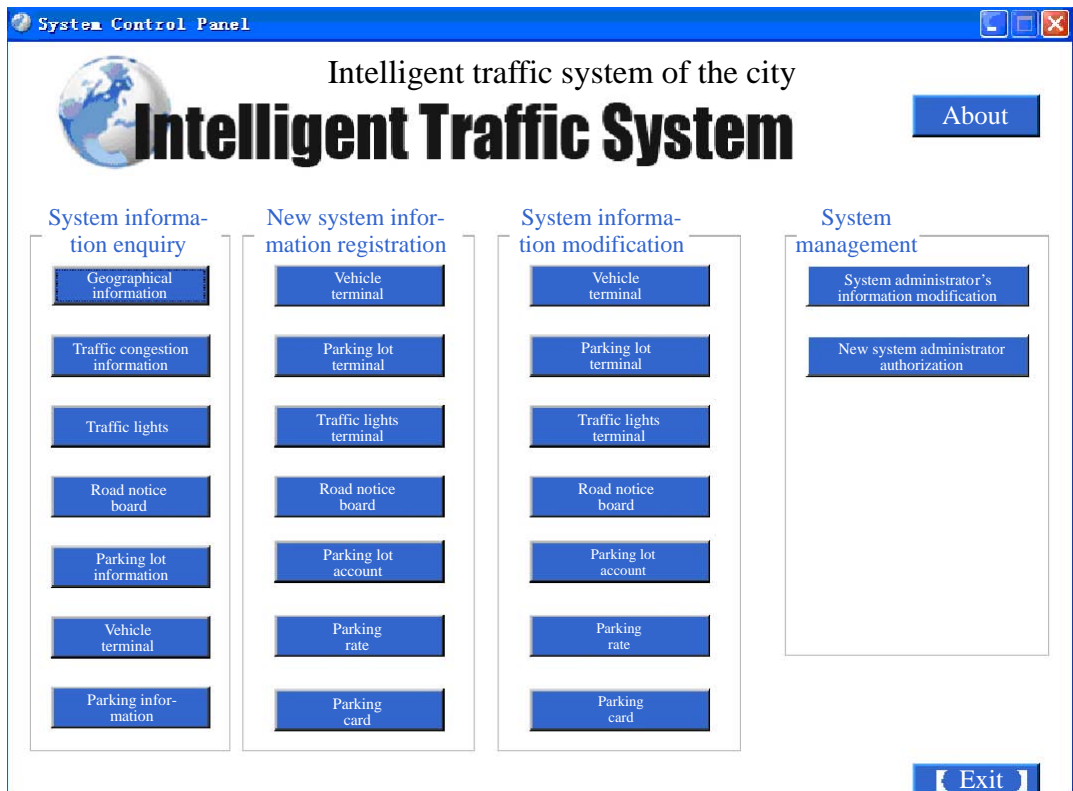 System Control Panel
Intelligent traffic system of the city
Intelligent Traffic System
About
System informa-
tion enquiry
Geographical
information
Traffic congestion
information
Traffic lights
Road notice
board
Parking lot
information
Vehicle
terminal
Parking infor-
mation
New system infor-
mation registration
Vehicle
terminal
Parking lot
terminal
Traffic lights
terminal
Road notice
board
Parking lot
account
Parking
rate
Parking
card
System informa-
tion modification
Vehicle
terminal
Parking lot
terminal
Traffic lights
terminal
Road notice
board
Parking lot
account
Parking
rate
Parking
card
System
management
System administrator's
information modification
New system administrator
authorization
【 Exit 】